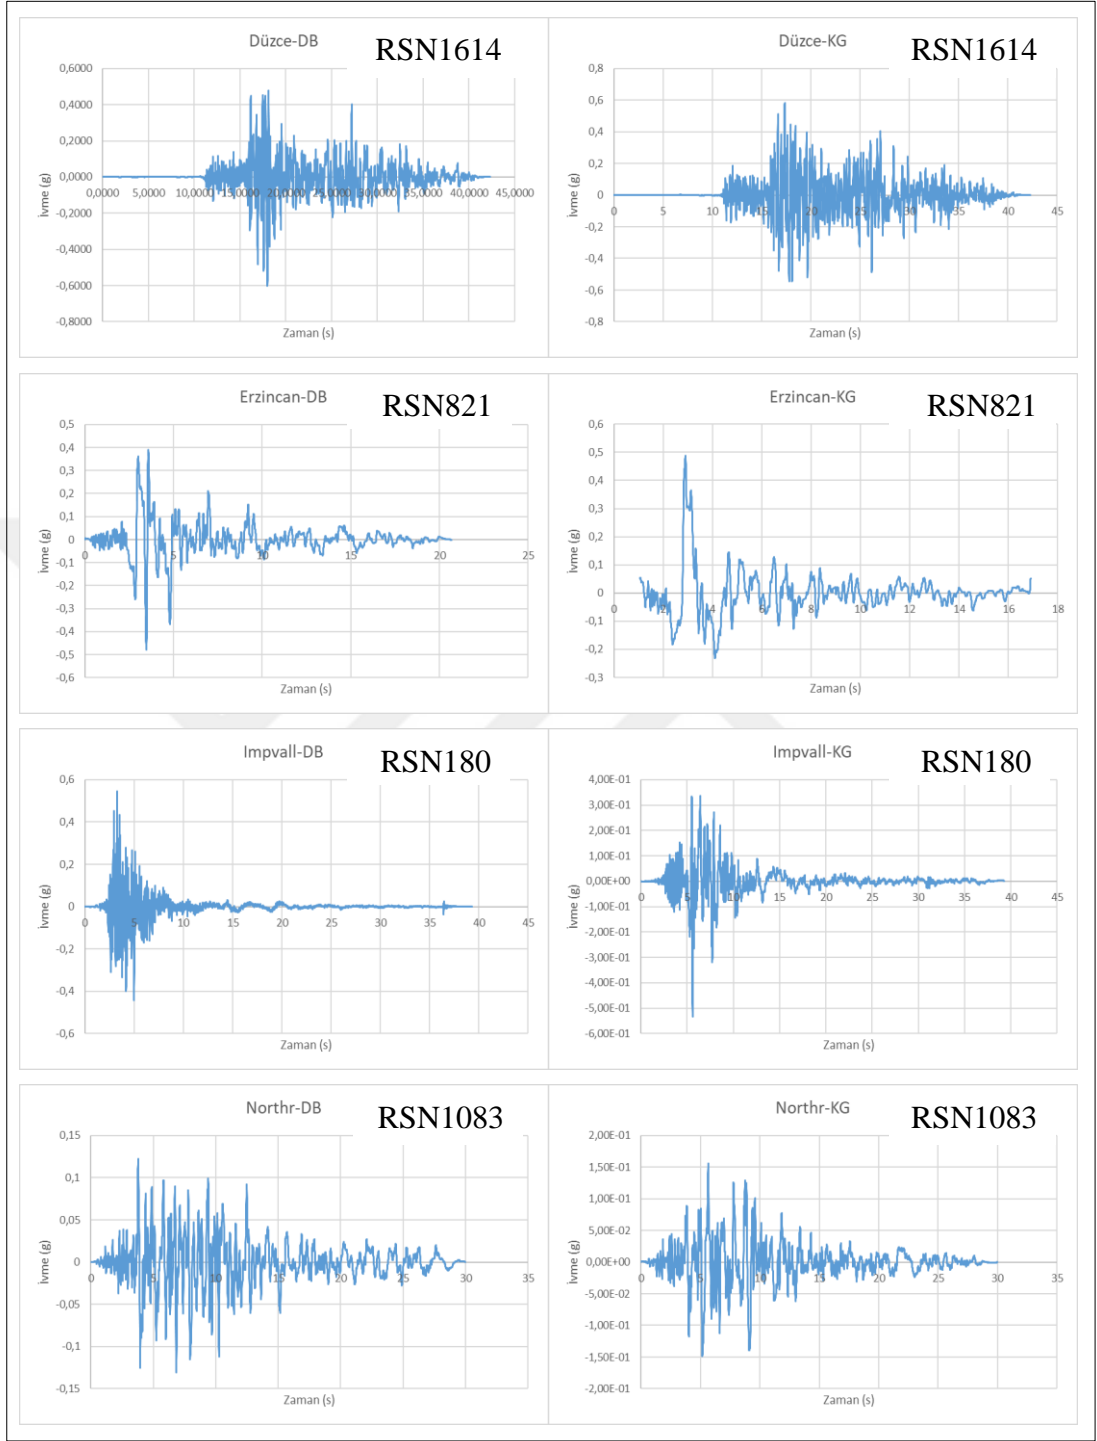 Düzce-DB RSN1614
0,6000
0,4000
0,2000
0,0000
-0,2000
-0,4000
-0,6000
-0,8000
0,0000 5,0000 10,0000 15,0000 20,0000 25,0000 30,0000 35,0000 40,0000 45,0000
İvme (g)
Zaman (s)
Düzce-KG RSN1614
0,8
0,6
0,4
0,2
0
-0,2
-0,4
-0,6
-0,8
0 5 10 15 20 25 30 35 40 45
İvme (g)
Zaman (s)
Erzincan-DB RSN821
0,5
0,4
0,3
0,2
0,1
0
-0,1
-0,2
-0,3
-0,4
-0,5
-0,6
0 5 10 15 20 25
İvme (g)
Zaman (s)
Erzincan-KG RSN821
0,6
0,5
0,4
0,3
0,2
0,1
0
-0,1
-0,2
-0,3
0 2 4 6 8 10 12 14 16 18
İvme (g)
Zaman (s)
Impvall-DB RSN180
0,6
0,4
0,2
0
-0,2
-0,4
-0,6
0 5 10 15 20 25 30 35 40 45
İvme (g)
Zaman (s)
Impvall-KG RSN180
4,00E-01
3,00E-01
2,00E-01
1,00E-01
0,00E+00
-1,00E-01
-2,00E-01
-3,00E-01
-4,00E-01
-5,00E-01
-6,00E-01
0 5 10 15 20 25 30 35 40 45
İvme (g)
Zaman (s)
Northr-DB RSN1083
0,15
0,1
0,05
0
-0,05
-0,1
-0,15
0 5 10 15 20 25 30 35
İvme (g)
Zaman (s)
Northr-KG RSN1083
2,00E-01
1,50E-01
1,00E-01
5,00E-02
0,00E+00
-5,00E-02
-1,00E-01
-1,50E-01
-2,00E-01
0 5 10 15 20 25 30 35
İvme (g)
Zaman (s)